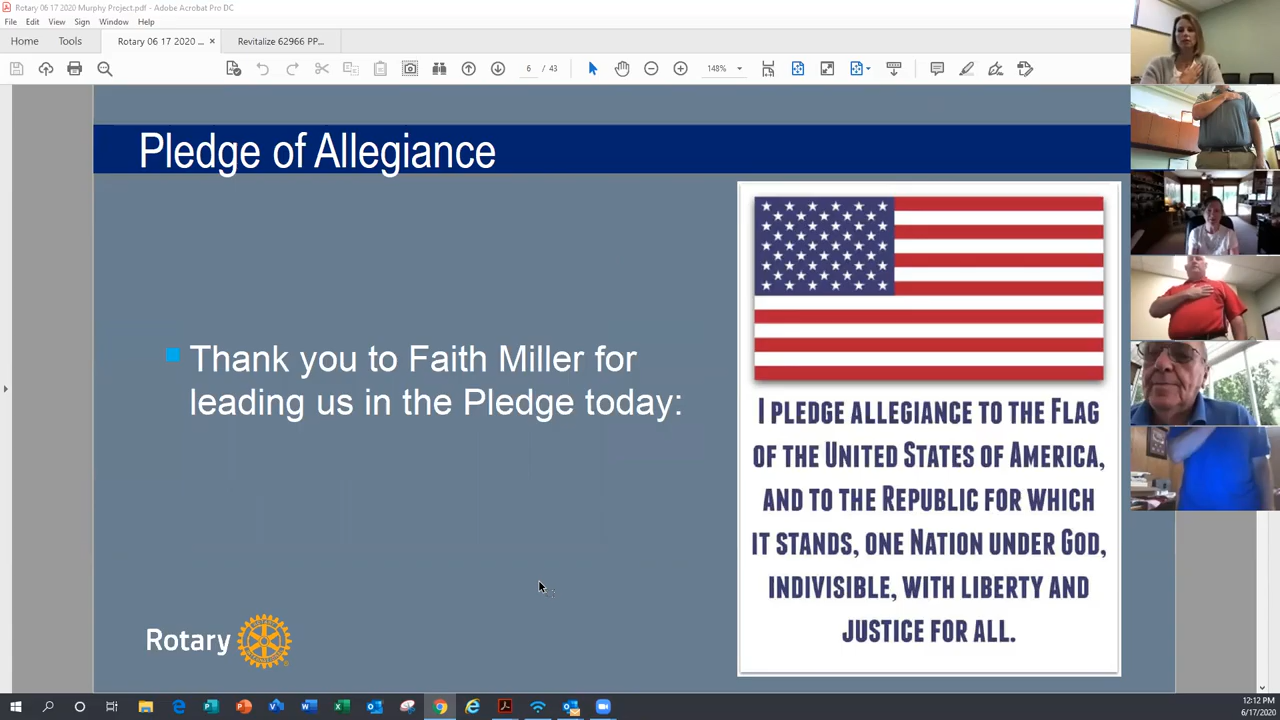 Rotary 06 17 2020 Murphy Project.pdf - Adobe Acrobat Pro DC
File Edit View Sign Window Help
Home Tools Rotary 06 17 2020 ... × Revitalize 62966 PP...
6 / 43 148%
Pledge of Allegiance
Thank you to Faith Miller for
leading us in the Pledge today:
I PLEDGE ALLEGIANCE TO THE FLAG
OF THE UNITED STATES OF AMERICA,
AND TO THE REPUBLIC FOR WHICH
IT STANDS, ONE NATION UNDER GOD,
INDIVISIBLE, WITH LIBERTY AND
JUSTICE FOR ALL.
Rotary
12:12 PM
6/17/2020